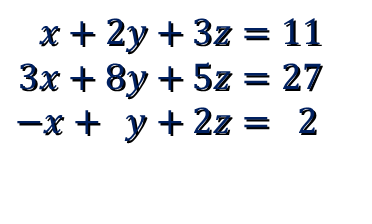 x + 2y + 3z = 11
3x + 8y + 5z = 27
−x + y + 2z = 2